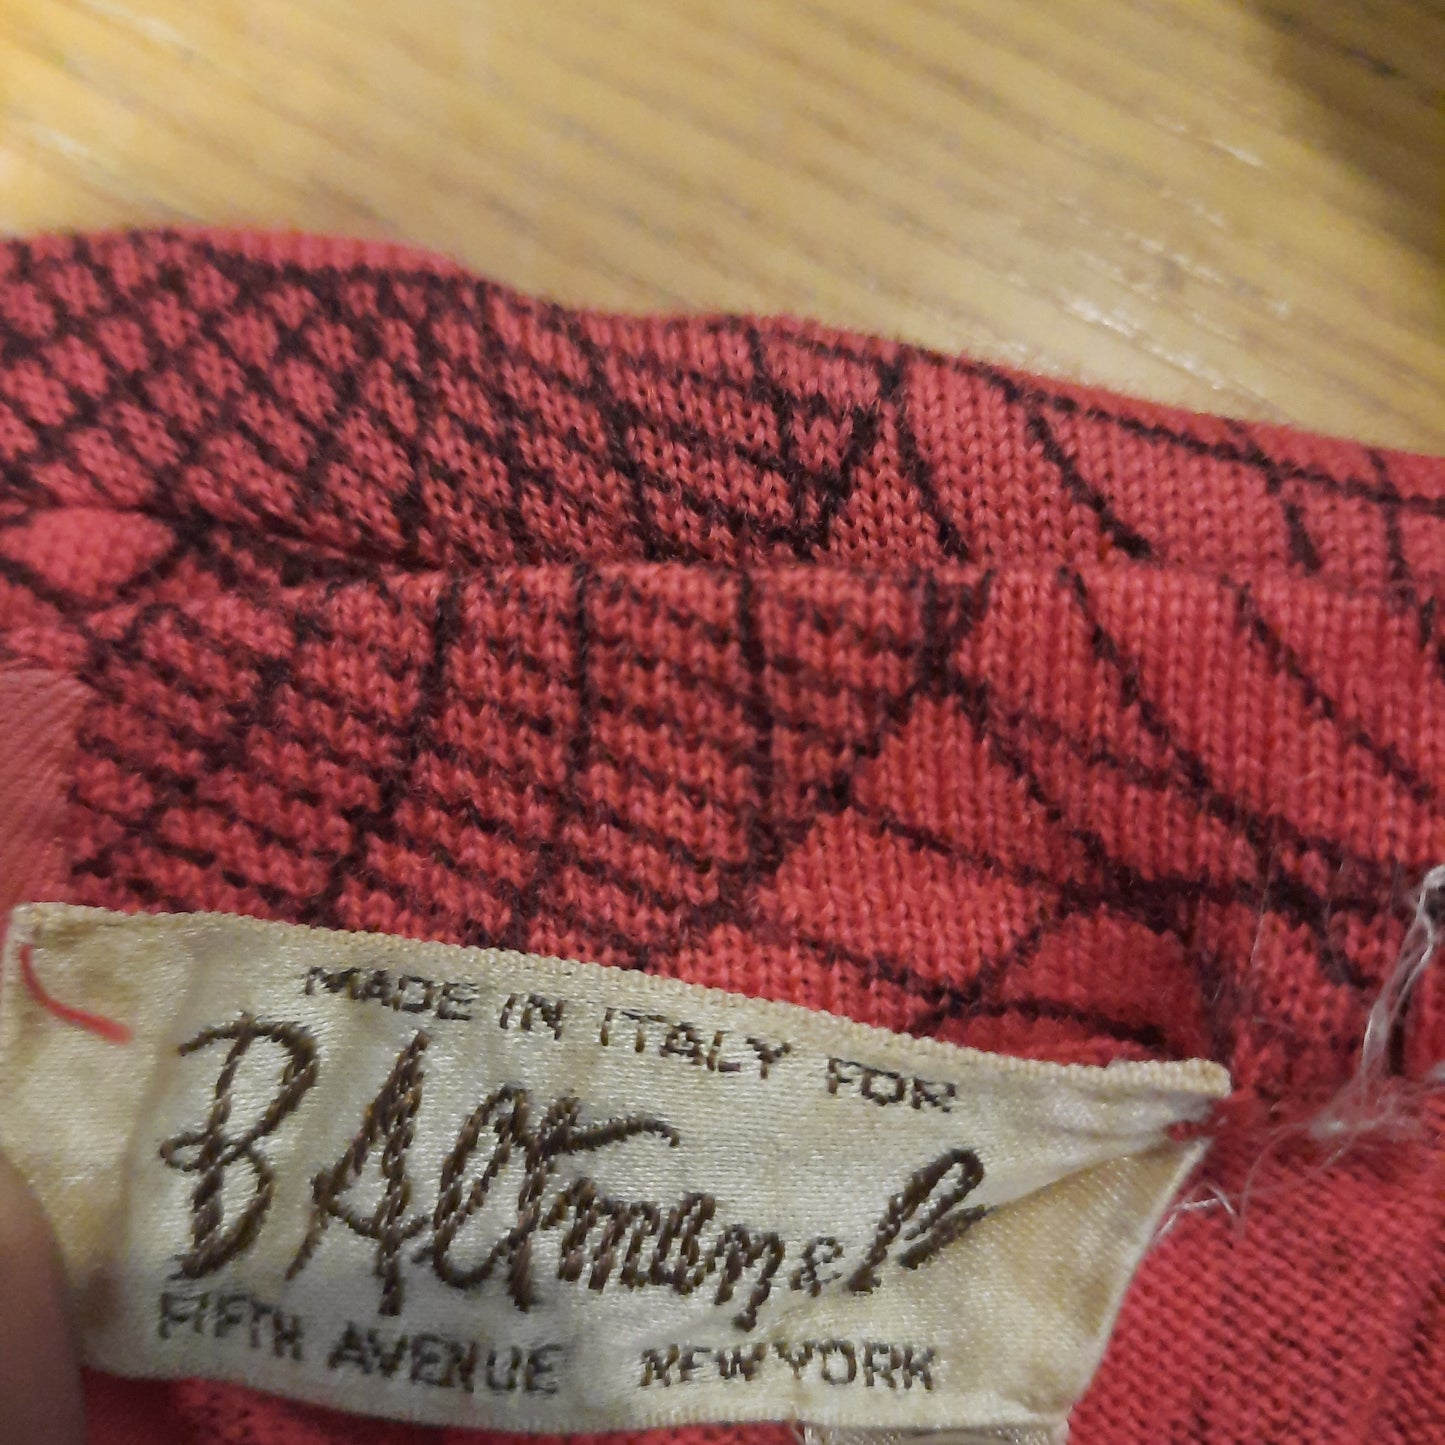 MADE IN ITALY FOR
B Altman & Co
FIFTH AVENUE NEW YORK